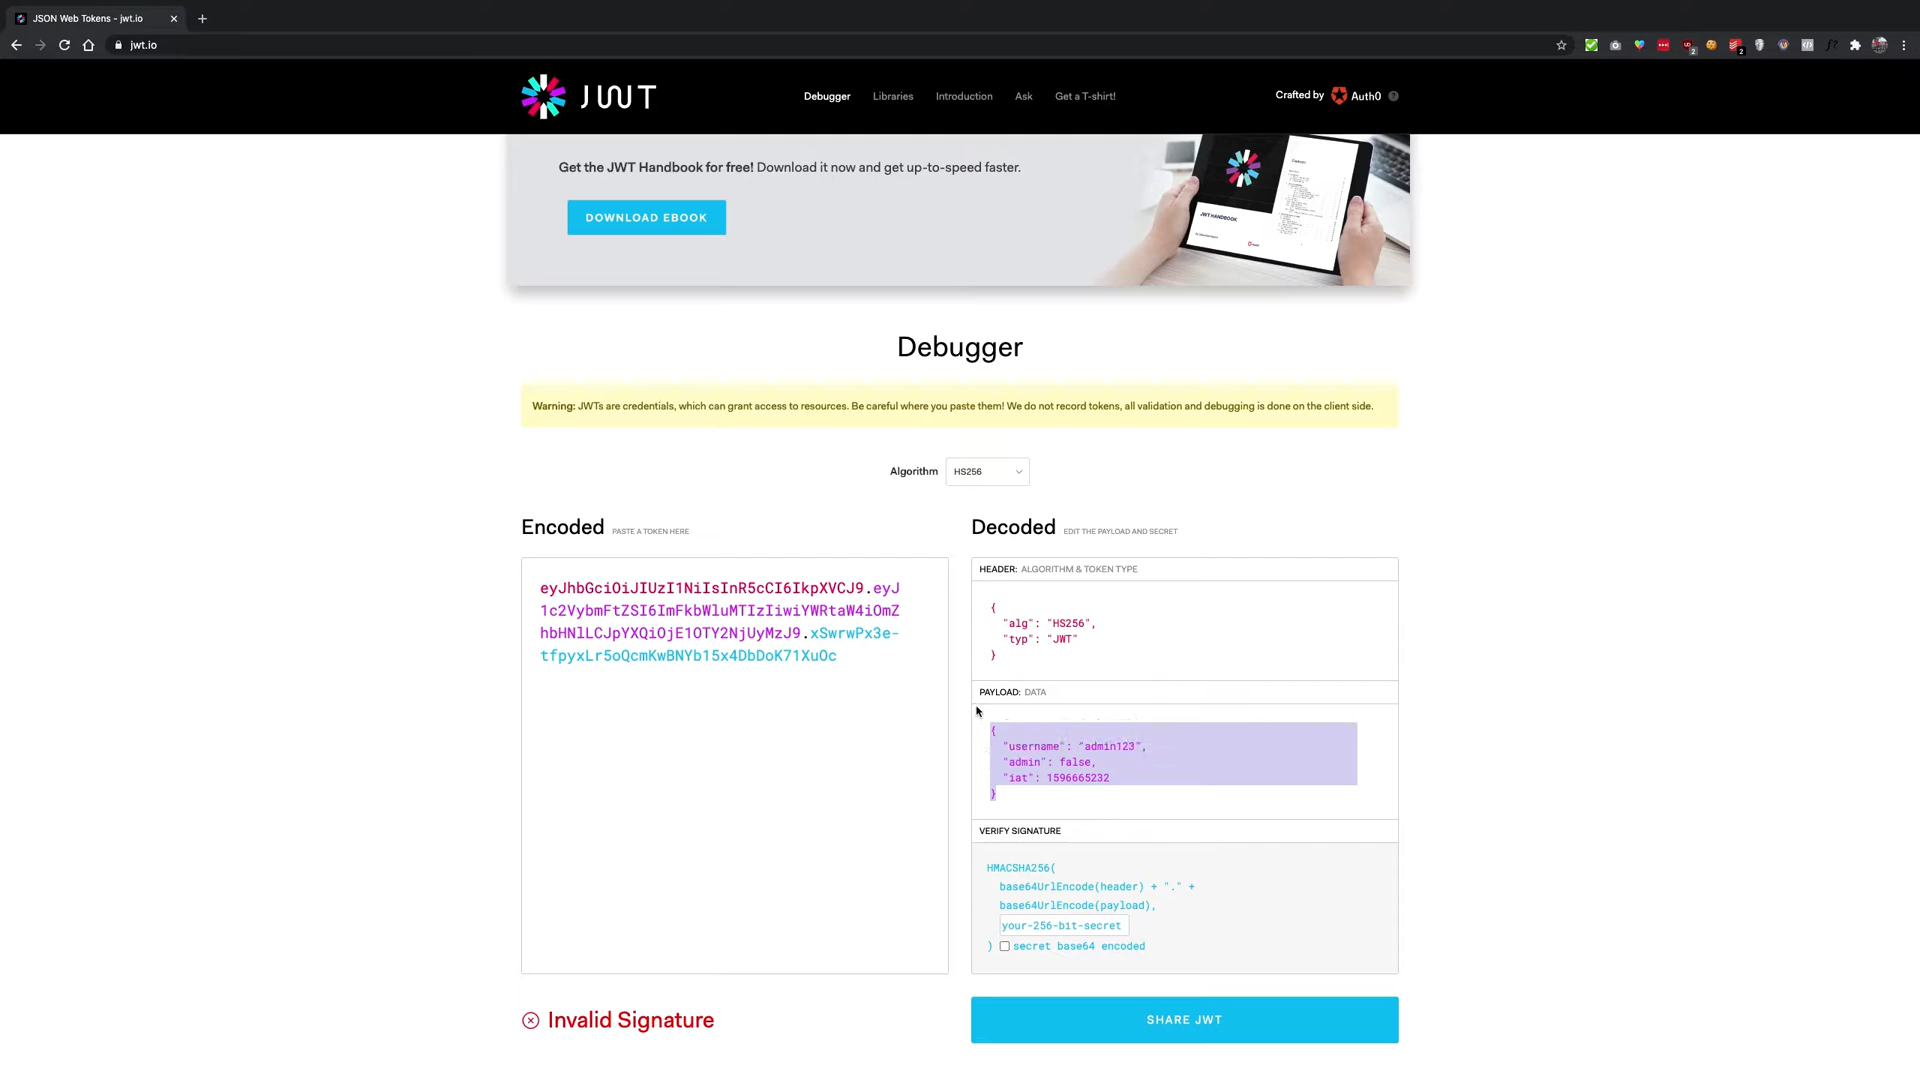 JSON Web Tokens - jwt.io
jwt.io
JWT
Debugger
Libraries
Introduction
Ask
Get a T-shirt!
Crafted by Auth0
Get the JWT Handbook for free! Download it now and get up-to-speed faster.
DOWNLOAD EBOOK
JWT HANDBOOK
Debugger
Warning: JWTs are credentials, which can grant access to resources. Be careful where you paste them! We do not record tokens, all validation and debugging is done on the client side.
Algorithm HS256
Encoded PASTE A TOKEN HERE
eyJhbGciOiJIUzI1NiIsInR5cCI6IkpXVCJ9.eyJ
1c2VybmFtZSI6ImFkbWluMTIzIiwiYWRtaW4iOmZ
hbHNlLCJpYXQiOjE1OTY2NjUyMzJ9.xSwrwPx3e-
tfpyxLr5oQcmKwBNYb15x4DbDoK71XuOc
Decoded EDIT THE PAYLOAD AND SECRET
HEADER: ALGORITHM & TOKEN TYPE
{
"alg": "HS256",
"typ": "JWT"
}
PAYLOAD: DATA
{
"username": "admin123",
"admin": false,
"iat": 1596665232
}
VERIFY SIGNATURE
HMACSHA256(
base64UrlEncode(header) + "." +
base64UrlEncode(payload),
your-256-bit-secret
) secret base64 encoded
Invalid Signature
SHARE JWT